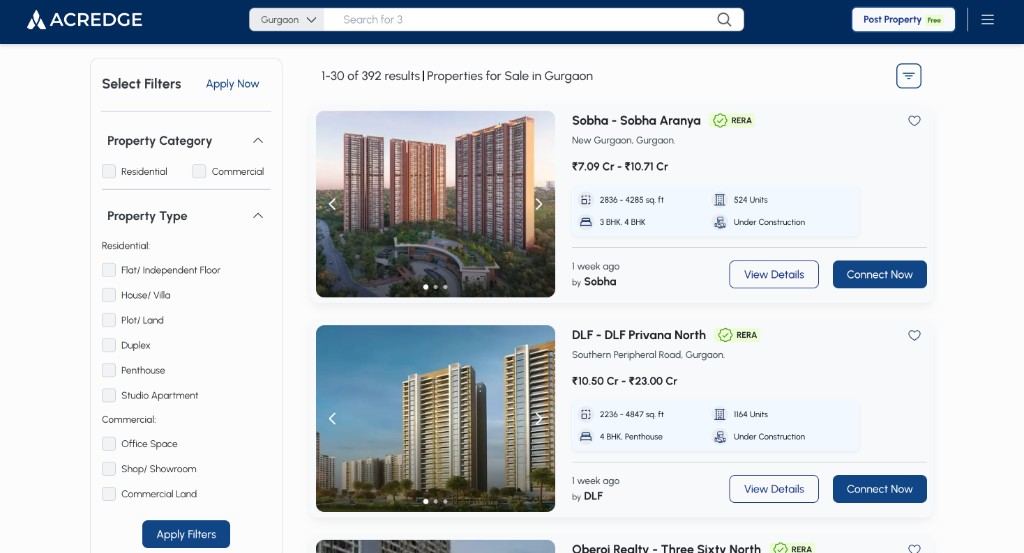 ACREDGE
Gurgaon
Search for 3
Post Property Free
Select Filters
Apply Now
Property Category
Residential
Commercial
Property Type
Residential:
Flat/ Independent Floor
House/ Villa
Plot/ Land
Duplex
Penthouse
Studio Apartment
Commercial:
Office Space
Shop/ Showroom
Commercial Land
Apply Filters
1-30 of 392 results | Properties for Sale in Gurgaon
Sobha - Sobha Aranya RERA
New Gurgaon, Gurgaon.
₹7.09 Cr - ₹10.71 Cr
2836 - 4285 sq. ft
524 Units
3 BHK, 4 BHK
Under Construction
1 week ago
by Sobha
View Details
Connect Now
DLF - DLF Privana North RERA
Southern Peripheral Road, Gurgaon.
₹10.50 Cr - ₹23.00 Cr
2236 - 4847 sq. ft
1164 Units
4 BHK, Penthouse
Under Construction
1 week ago
by DLF
View Details
Connect Now
Oberoi Realty - Three Sixty North RERA